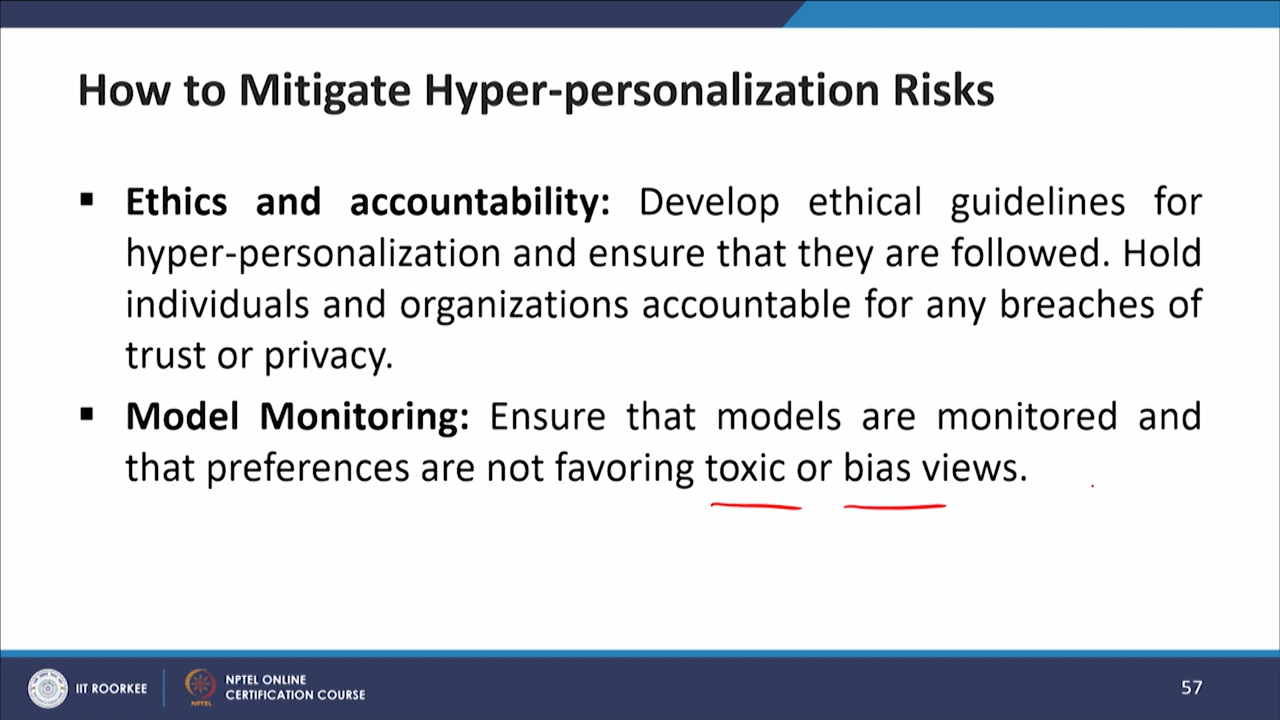 How to Mitigate Hyper-personalization Risks
▪ Ethics and accountability: Develop ethical guidelines for
hyper-personalization and ensure that they are followed. Hold
individuals and organizations accountable for any breaches of
trust or privacy.
▪ Model Monitoring: Ensure that models are monitored and
that preferences are not favoring toxic or bias views.
IIT ROORKEE
NPTEL
NPTEL ONLINE
CERTIFICATION COURSE
57